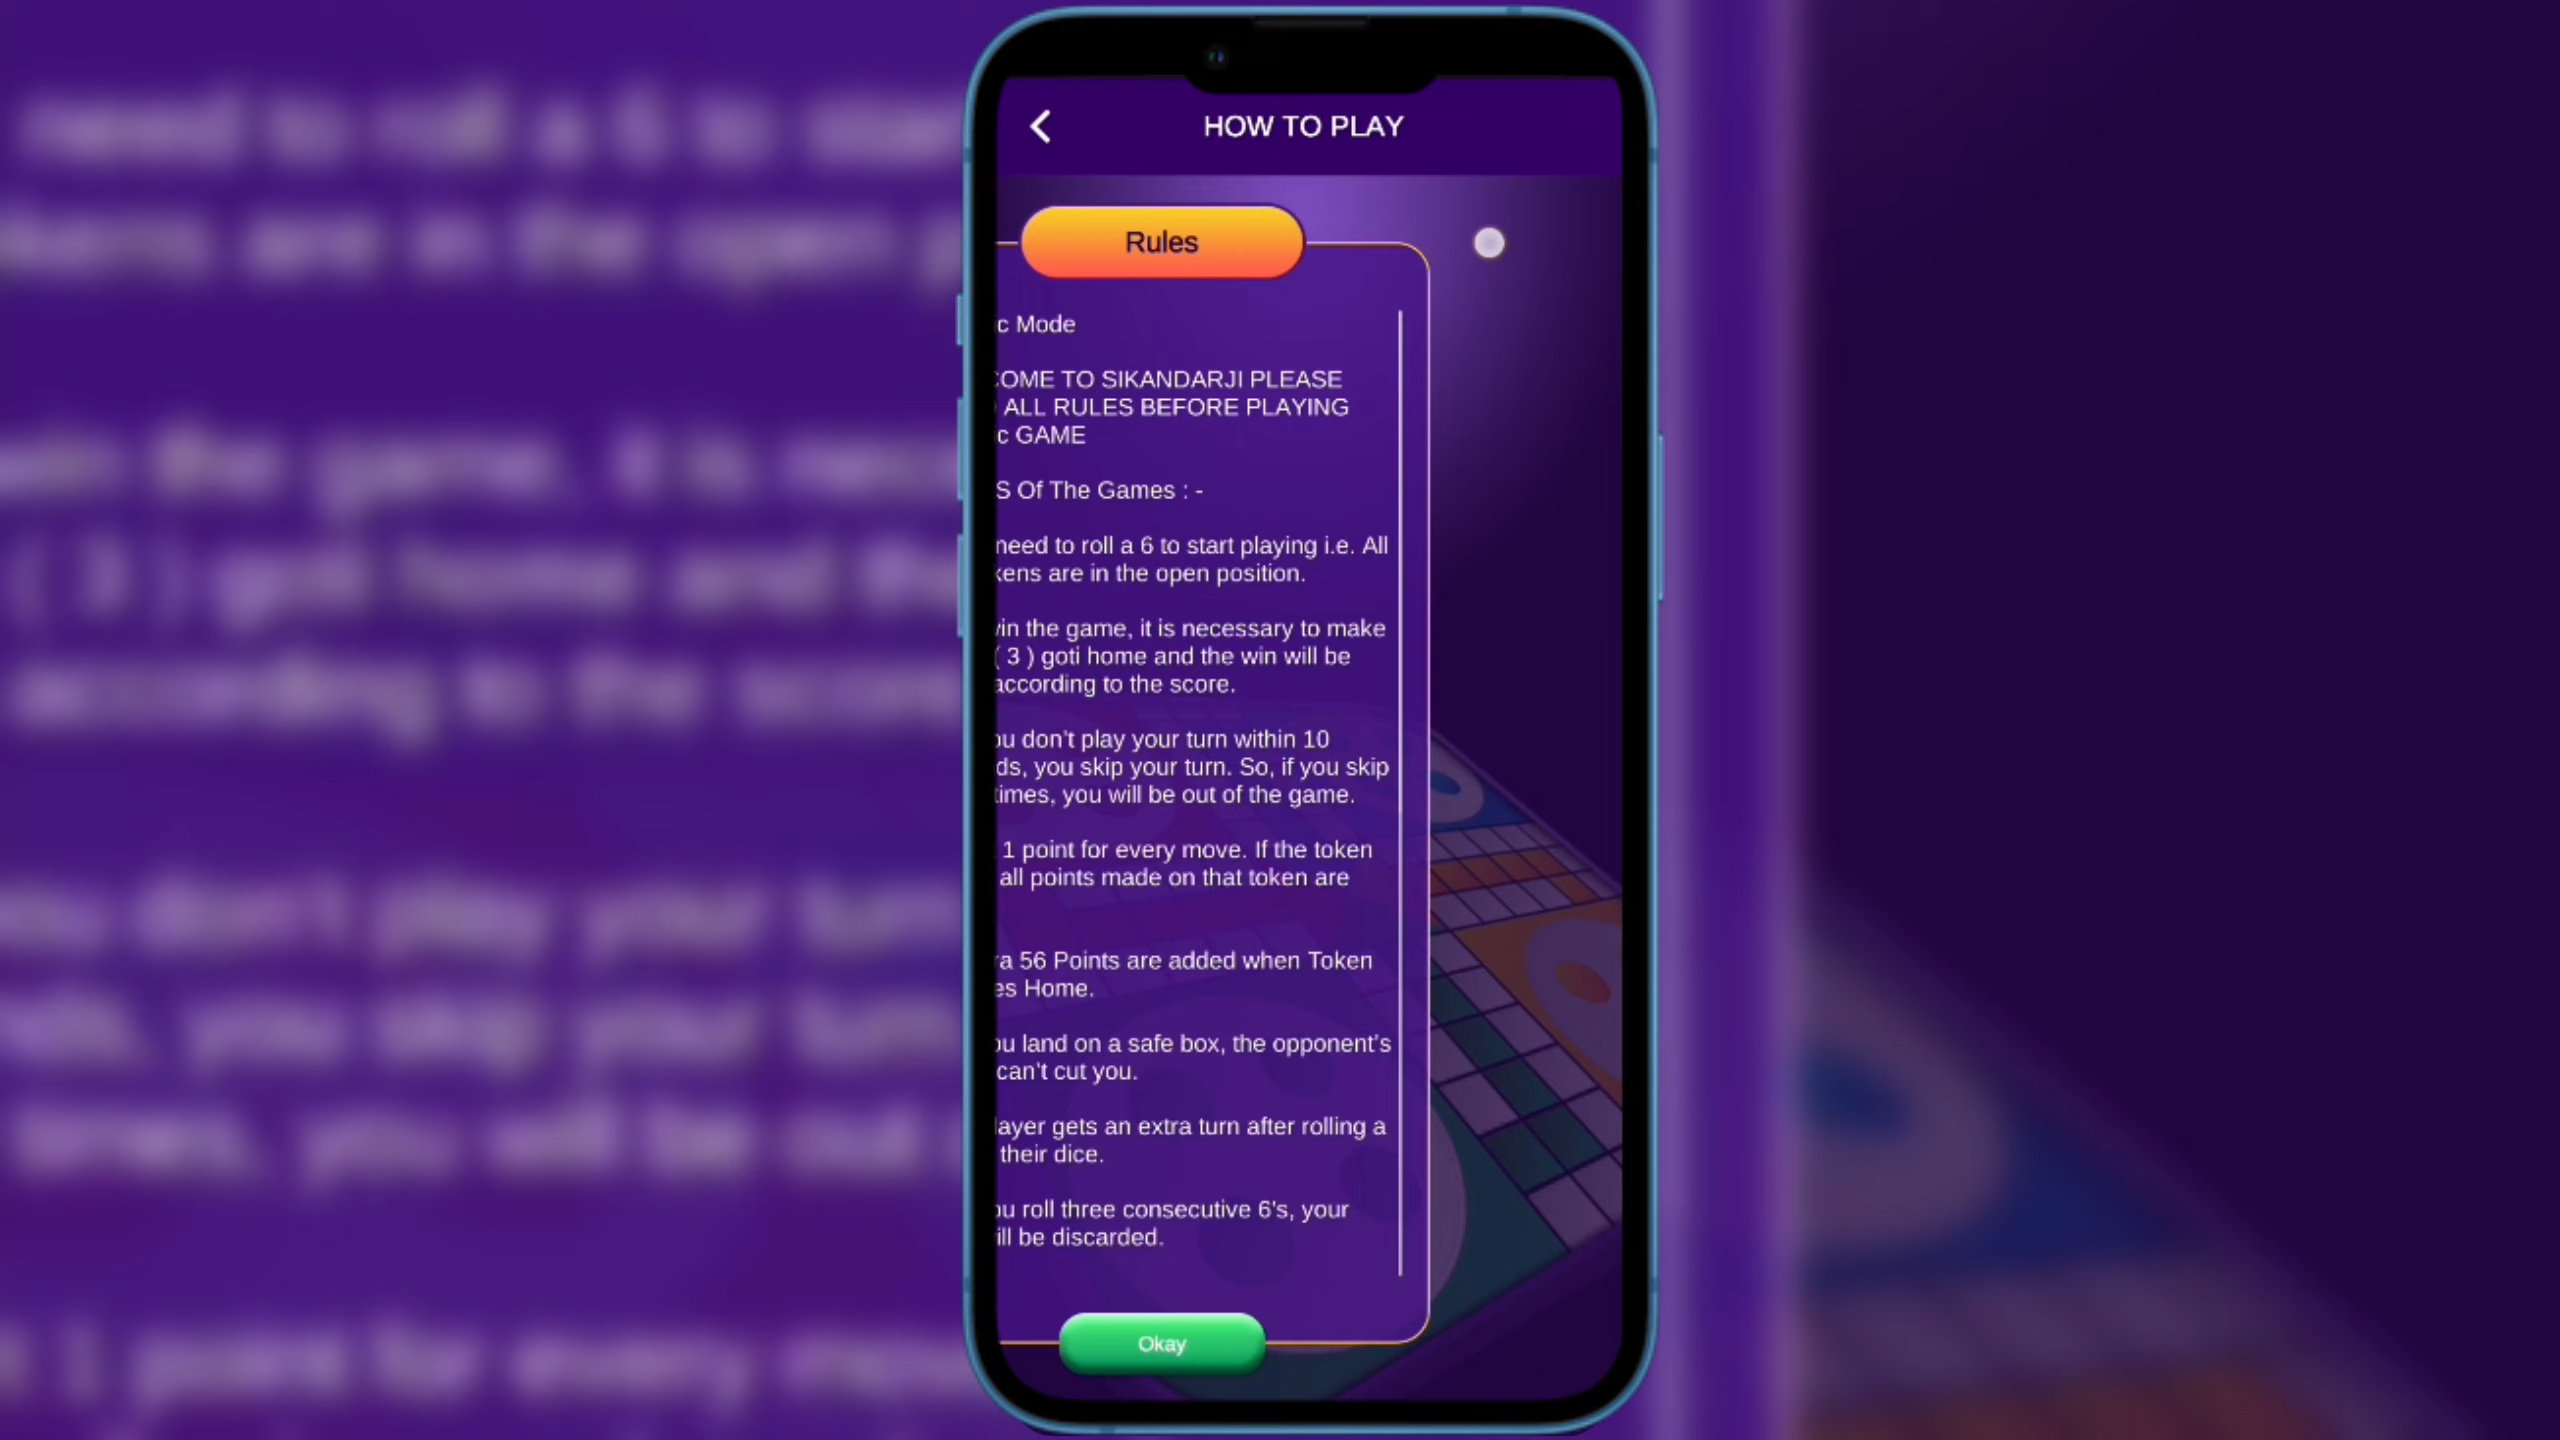 HOW TO PLAY
Rules
c Mode
COME TO SIKANDARJI PLEASE
ALL RULES BEFORE PLAYING
c GAME
S Of The Games : -
need to roll a 6 to start playing i.e. All
kens are in the open position.
in the game, it is necessary to make
( 3 ) goti home and the win will be
according to the score.
ou don't play your turn within 10
ds, you skip your turn. So, if you skip
times, you will be out of the game.
1 point for every move. If the token
all points made on that token are
ra 56 Points are added when Token
es Home.
ou land on a safe box, the opponent's
can't cut you.
layer gets an extra turn after rolling a
their dice.
ou roll three consecutive 6's, your
ill be discarded.
Okay